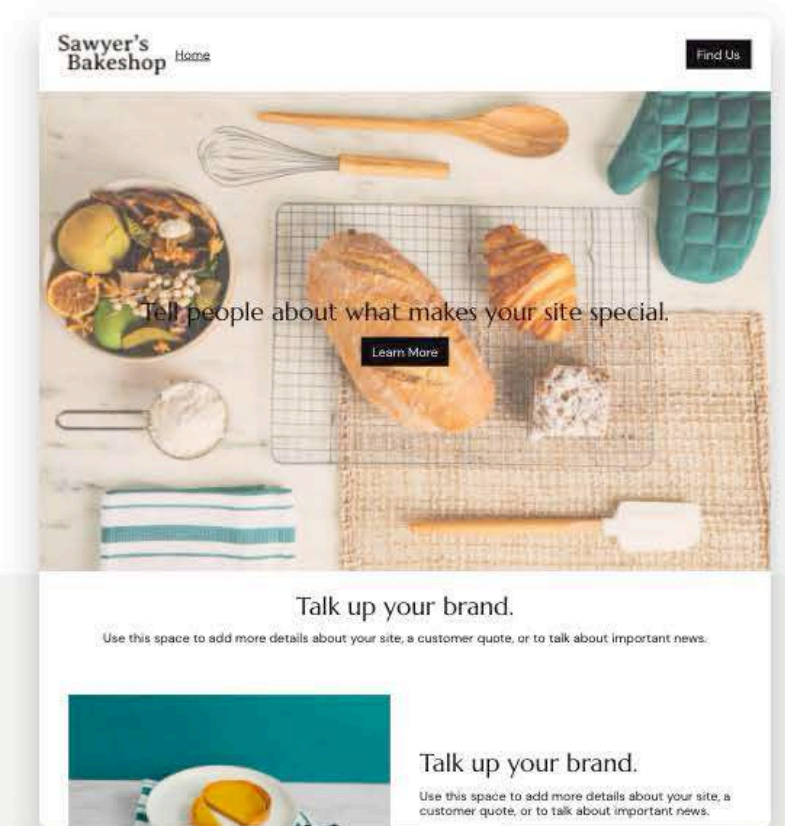 Sawyer's
Bakeshop
Home
Find Us
Tell people about what makes your site special.
Learn More
Talk up your brand.
Use this space to add more details about your site, a customer quote, or to talk about important news.
Talk up your brand.
Use this space to add more details about your site, a
customer quote, or to talk about important news.